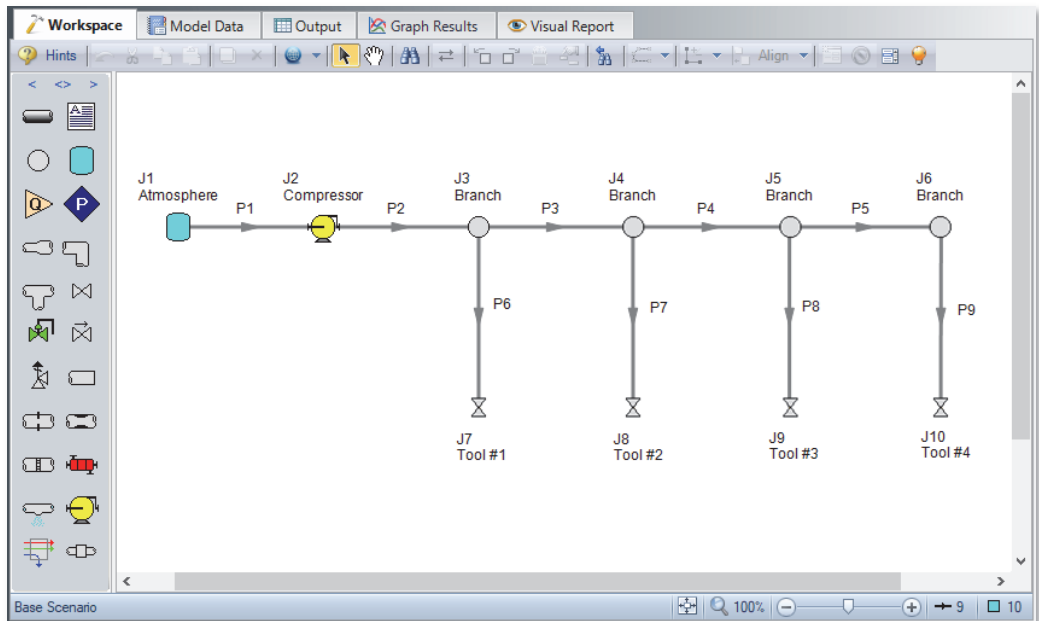 Workspace Model Data Output Graph Results Visual Report
Hints Align
< <> >
A
Q P
J1 J2 J3 J4 J5 J6
Atmosphere Compressor Branch Branch Branch Branch
P1 P2 P3 P4 P5
P6 P7 P8 P9
J7 J8 J9 J10
Tool #1 Tool #2 Tool #3 Tool #4
Base Scenario 100% 9 10